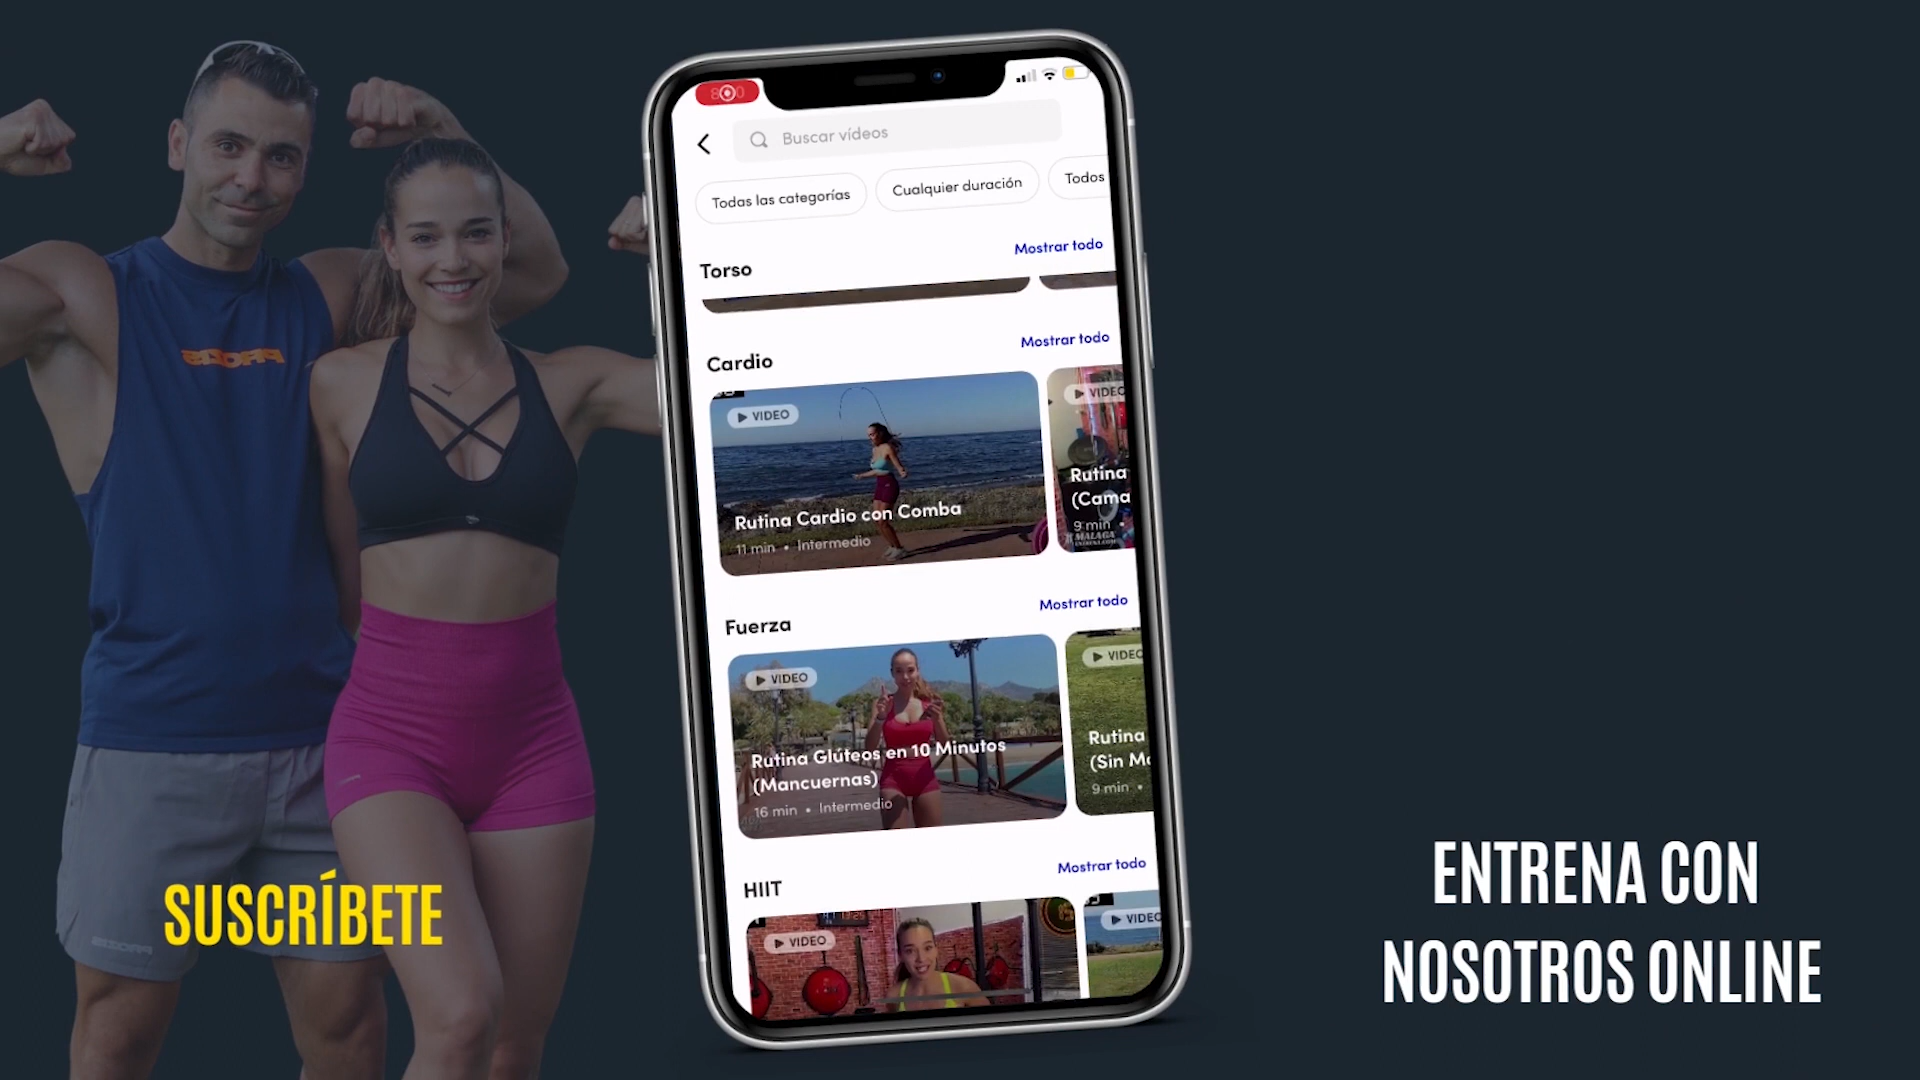 Buscar vídeos
Todas las categorías
Cualquier duración
Todos
Torso
Mostrar todo
Cardio
Mostrar todo
VIDEO
Rutina Cardio con Comba
11 min • Intermedio
VIDEO
Rutina
(Cama
9 min •
MALAGA
Fuerza
Mostrar todo
VIDEO
Rutina Glúteos en 10 Minutos
(Mancuernas)
16 min • Intermedio
VIDEO
Rutina
(Sin Ma
9 min •
HIIT
Mostrar todo
VIDEO
VIDEO
SUSCRÍBETE
ENTRENA CON
NOSOTROS ONLINE